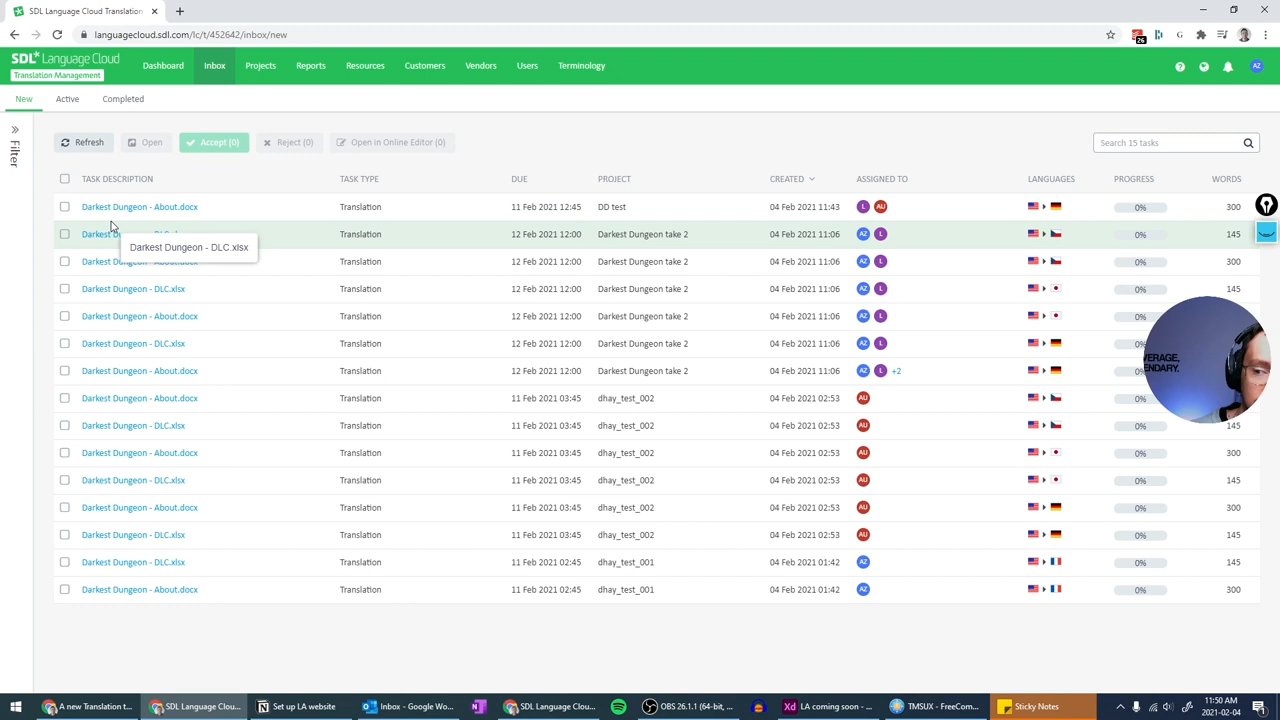 SDL Language Cloud Translation
languagecloud.sdl.com/lc/t/452642/inbox/new
26
SDL* Language Cloud
Translation Management
Dashboard Inbox Projects Reports Resources Customers Vendors Users Terminology
AZ
New Active Completed
Filter
Refresh Open Accept (0) Reject (0) Open in Online Editor (0) Search 15 tasks
TASK DESCRIPTION TASK TYPE DUE PROJECT CREATED ASSIGNED TO LANGUAGES PROGRESS WORDS
Darkest Dungeon - About.docx Translation 11 Feb 2021 12:45 DD test 04 Feb 2021 11:43 L AU 0% 300
Darkest Translation 12 Feb 2021 12:00 Darkest Dungeon take 2 04 Feb 2021 11:06 AZ L 0% 145
Darkest Dungeon - DLC.xlsx
Darkest Dungeon - About.docx Translation 12 Feb 2021 12:00 Darkest Dungeon take 2 04 Feb 2021 11:06 AZ L 0% 300
Darkest Dungeon - DLC.xlsx Translation 12 Feb 2021 12:00 Darkest Dungeon take 2 04 Feb 2021 11:06 AZ L 0% 145
Darkest Dungeon - About.docx Translation 12 Feb 2021 12:00 Darkest Dungeon take 2 04 Feb 2021 11:06 AZ L 0%
Darkest Dungeon - DLC.xlsx Translation 12 Feb 2021 12:00 Darkest Dungeon take 2 04 Feb 2021 11:06 AZ L 0%
Darkest Dungeon - About.docx Translation 12 Feb 2021 12:00 Darkest Dungeon take 2 04 Feb 2021 11:06 AZ L +2 0%
Darkest Dungeon - About.docx Translation 11 Feb 2021 03:45 dhay_test_002 04 Feb 2021 02:53 AU 0%
Darkest Dungeon - DLC.xlsx Translation 11 Feb 2021 03:45 dhay_test_002 04 Feb 2021 02:53 AU 0% 145
Darkest Dungeon - About.docx Translation 11 Feb 2021 03:45 dhay_test_002 04 Feb 2021 02:53 AU 0% 300
Darkest Dungeon - DLC.xlsx Translation 11 Feb 2021 03:45 dhay_test_002 04 Feb 2021 02:53 AU 0% 145
Darkest Dungeon - About.docx Translation 11 Feb 2021 03:45 dhay_test_002 04 Feb 2021 02:53 AU 0% 300
Darkest Dungeon - DLC.xlsx Translation 11 Feb 2021 03:45 dhay_test_002 04 Feb 2021 02:53 AU 0% 145
Darkest Dungeon - DLC.xlsx Translation 11 Feb 2021 02:45 dhay_test_001 04 Feb 2021 01:42 AZ 0% 145
Darkest Dungeon - About.docx Translation 11 Feb 2021 02:45 dhay_test_001 04 Feb 2021 01:42 AZ 0% 300
VERAGE,
ENDARY.
A new Translation t... SDL Language Clou... Set up LA website Inbox - Google Wo... SDL Language Clou... OBS 26.1.1 (64-bit, ... LA coming soon - ... TMSUX - FreeCom... Sticky Notes 11:50 AM
2021-02-04
1